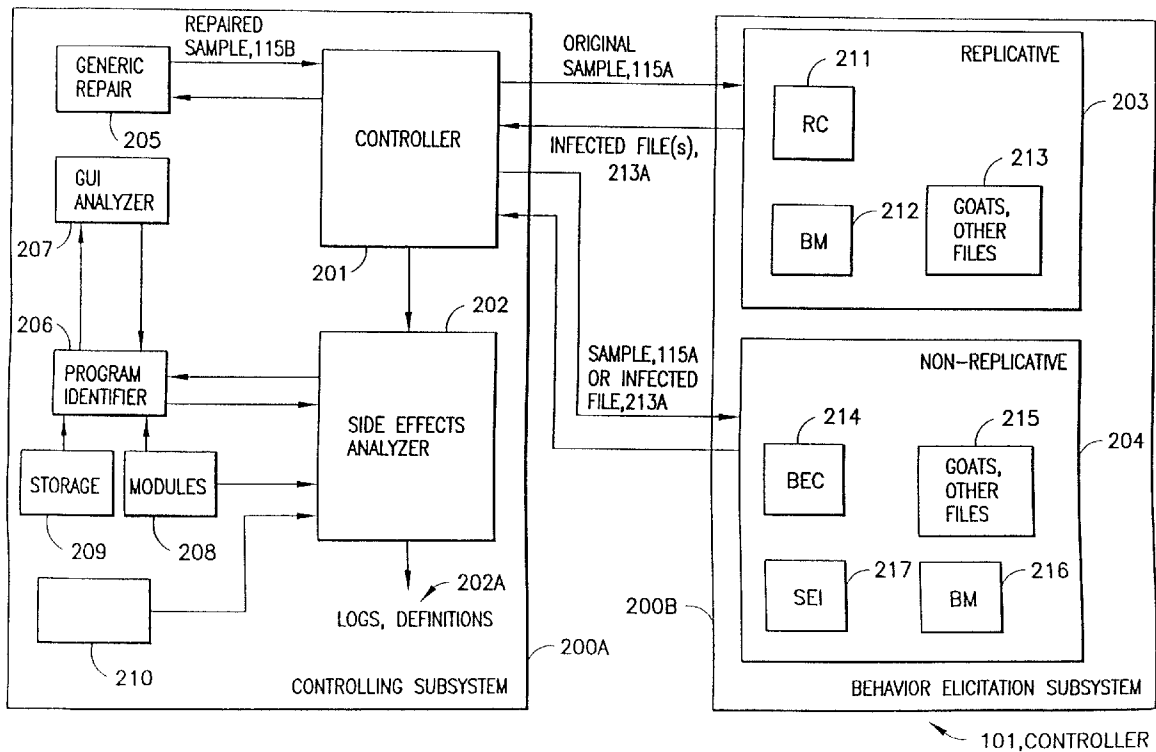 REPAIRED
SAMPLE,115B
GENERIC
REPAIR
205
GUI
ANALYZER
207
CONTROLLER
201
206
PROGRAM
IDENTIFIER
202
SIDE EFFECTS
ANALYZER
STORAGE
209
MODULES
208
210
202A
LOGS, DEFINITIONS
200A
CONTROLLING SUBSYSTEM
ORIGINAL
SAMPLE,115A
INFECTED FILE(s),
213A
SAMPLE,115A
OR INFECTED
FILE,213A
REPLICATIVE
203
211
RC
212
BM
213
GOATS,
OTHER
FILES
NON-REPLICATIVE
204
214
BEC
215
GOATS,
OTHER
FILES
217
SEI
216
BM
200B
BEHAVIOR ELICITATION SUBSYSTEM
101,CONTROLLER